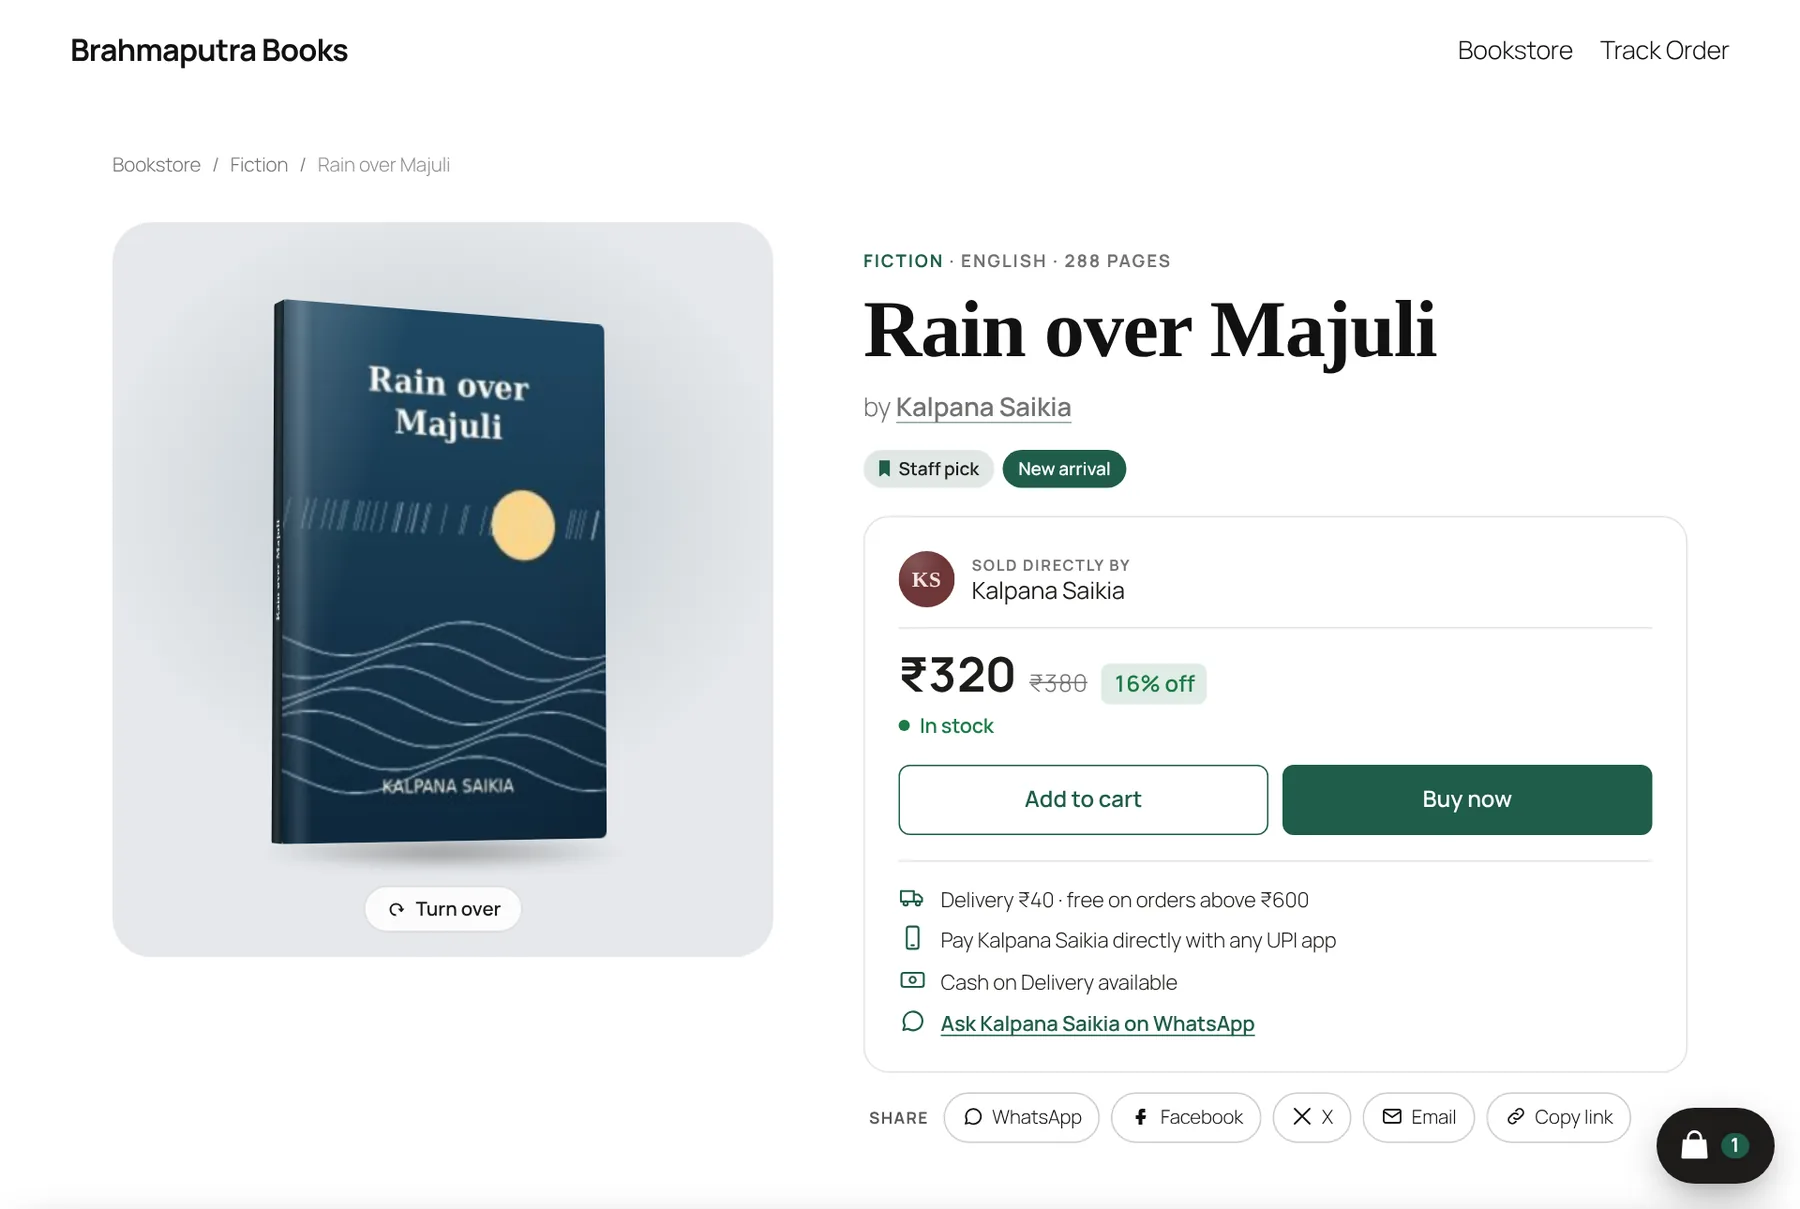 Brahmaputra Books
Bookstore
Track Order
Bookstore / Fiction / Rain over Majuli
Rain over
Majuli
Rain over Majuli
KALPANA SAIKIA
Turn over
FICTION · ENGLISH · 288 PAGES
Rain over Majuli
by Kalpana Saikia
Staff pick
New arrival
KS
SOLD DIRECTLY BY
Kalpana Saikia
₹320 ₹380 16% off
In stock
Add to cart
Buy now
Delivery ₹40 · free on orders above ₹600
Pay Kalpana Saikia directly with any UPI app
Cash on Delivery available
Ask Kalpana Saikia on WhatsApp
SHARE
WhatsApp
Facebook
X
Email
Copy link
1